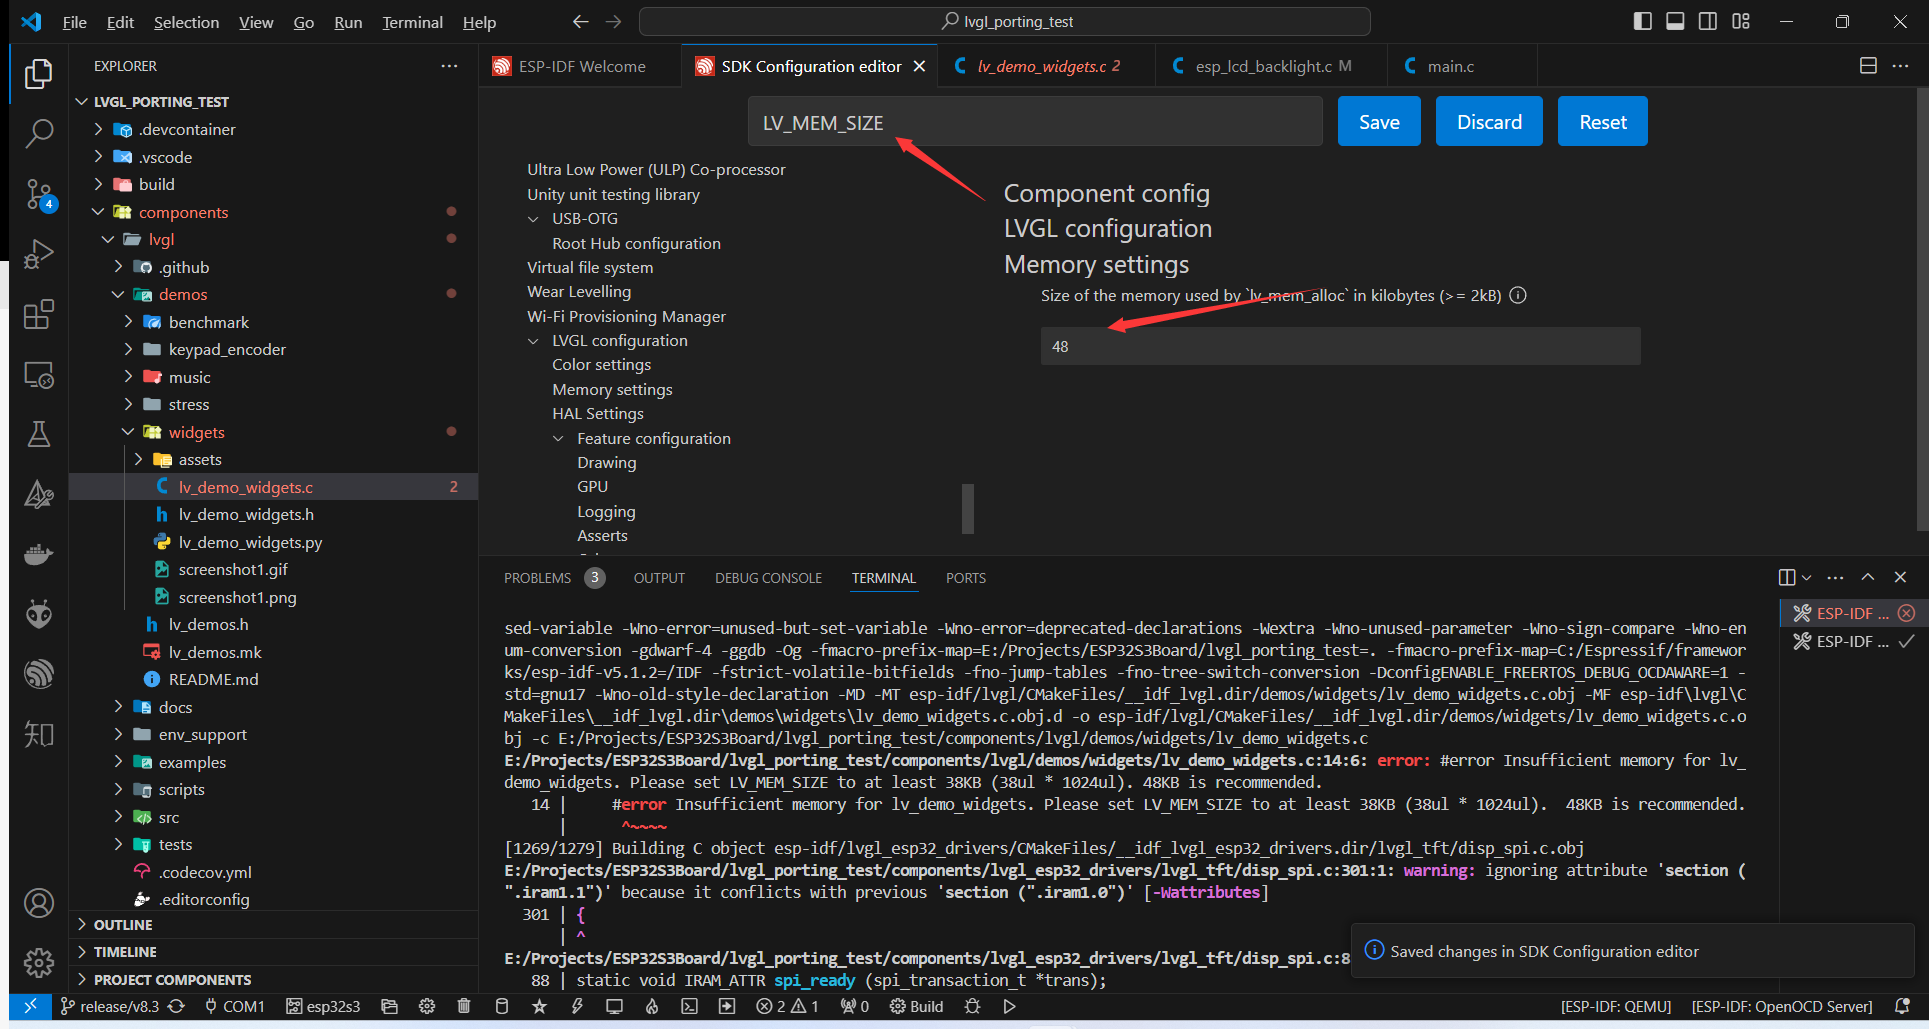 File Edit Selection View Go Run Terminal Help
lvgl_porting_test
EXPLORER
LVGL_PORTING_TEST
.devcontainer
.vscode
build
components
lvgl
.github
demos
benchmark
keypad_encoder
music
stress
widgets
assets
lv_demo_widgets.c 2
lv_demo_widgets.h
lv_demo_widgets.py
screenshot1.gif
screenshot1.png
lv_demos.h
lv_demos.mk
README.md
docs
env_support
examples
scripts
src
tests
.codecov.yml
.editorconfig
OUTLINE
TIMELINE
PROJECT COMPONENTS
4
知
ESP-IDF Welcome
SDK Configuration editor
lv_demo_widgets.c 2
esp_lcd_backlight.c M
main.c
LV_MEM_SIZE
Save
Discard
Reset
Ultra Low Power (ULP) Co-processor
Unity unit testing library
USB-OTG
Root Hub configuration
Virtual file system
Wear Levelling
Wi-Fi Provisioning Manager
LVGL configuration
Color settings
Memory settings
HAL Settings
Feature configuration
Drawing
GPU
Logging
Asserts
Component config
LVGL configuration
Memory settings
Size of the memory used by `lv_mem_alloc` in kilobytes (>= 2kB)
48
PROBLEMS 3 OUTPUT DEBUG CONSOLE TERMINAL PORTS
ESP-IDF ...
ESP-IDF ...
sed-variable -Wno-error=unused-but-set-variable -Wno-error=deprecated-declarations -Wextra -Wno-unused-parameter -Wno-sign-compare -Wno-en
um-conversion -gdwarf-4 -ggdb -Og -fmacro-prefix-map=E:/Projects/ESP32S3Board/lvgl_porting_test=. -fmacro-prefix-map=C:/Espressif/framewor
ks/esp-idf-v5.1.2=/IDF -fstrict-volatile-bitfields -fno-jump-tables -fno-tree-switch-conversion -DconfigENABLE_FREERTOS_DEBUG_OCDAWARE=1 -
std=gnu17 -Wno-old-style-declaration -MD -MT esp-idf/lvgl/CMakeFiles/__idf_lvgl.dir/demos/widgets/lv_demo_widgets.c.obj -MF esp-idf\lvgl\C
MakeFiles\__idf_lvgl.dir\demos\widgets\lv_demo_widgets.c.obj.d -o esp-idf/lvgl/CMakeFiles/__idf_lvgl.dir/demos/widgets/lv_demo_widgets.c.o
bj -c E:/Projects/ESP32S3Board/lvgl_porting_test/components/lvgl/demos/widgets/lv_demo_widgets.c
E:/Projects/ESP32S3Board/lvgl_porting_test/components/lvgl/demos/widgets/lv_demo_widgets.c:14:6: error: #error Insufficient memory for lv_
demo_widgets. Please set LV_MEM_SIZE to at least 38KB (38ul * 1024ul). 48KB is recommended.
14 | #error Insufficient memory for lv_demo_widgets. Please set LV_MEM_SIZE to at least 38KB (38ul * 1024ul). 48KB is recommended.
| ^~~~~
[1269/1279] Building C object esp-idf/lvgl_esp32_drivers/CMakeFiles/__idf_lvgl_esp32_drivers.dir/lvgl_tft/disp_spi.c.obj
E:/Projects/ESP32S3Board/lvgl_porting_test/components/lvgl_esp32_drivers/lvgl_tft/disp_spi.c:301:1: warning: ignoring attribute 'section (
".iram1.1")' because it conflicts with previous 'section (".iram1.0")' [-Wattributes]
301 | {
| ^
E:/Projects/ESP32S3Board/lvgl_porting_test/components/lvgl_esp32_drivers/lvgl_tft/disp_spi.c:8
88 | static void IRAM_ATTR spi_ready (spi_transaction_t *trans);
Saved changes in SDK Configuration editor
release/v8.3 COM1 esp32s3 2 1 0 Build [ESP-IDF: QEMU] [ESP-IDF: OpenOCD Server]